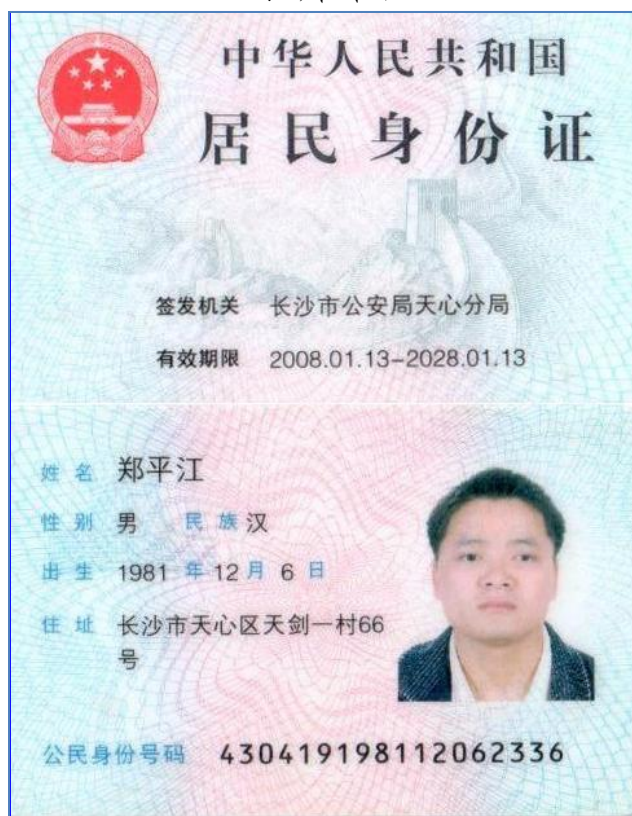 中华人民共和国
居民身份证
签发机关 长沙市公安局天心分局
有效期限 2008.01.13-2028.01.13
姓名 郑平江
性别 男 民族 汉
出生 1981 年 12 月 6 日
住址 长沙市天心区天剑一村66
号
公民身份号码 430419198112062336